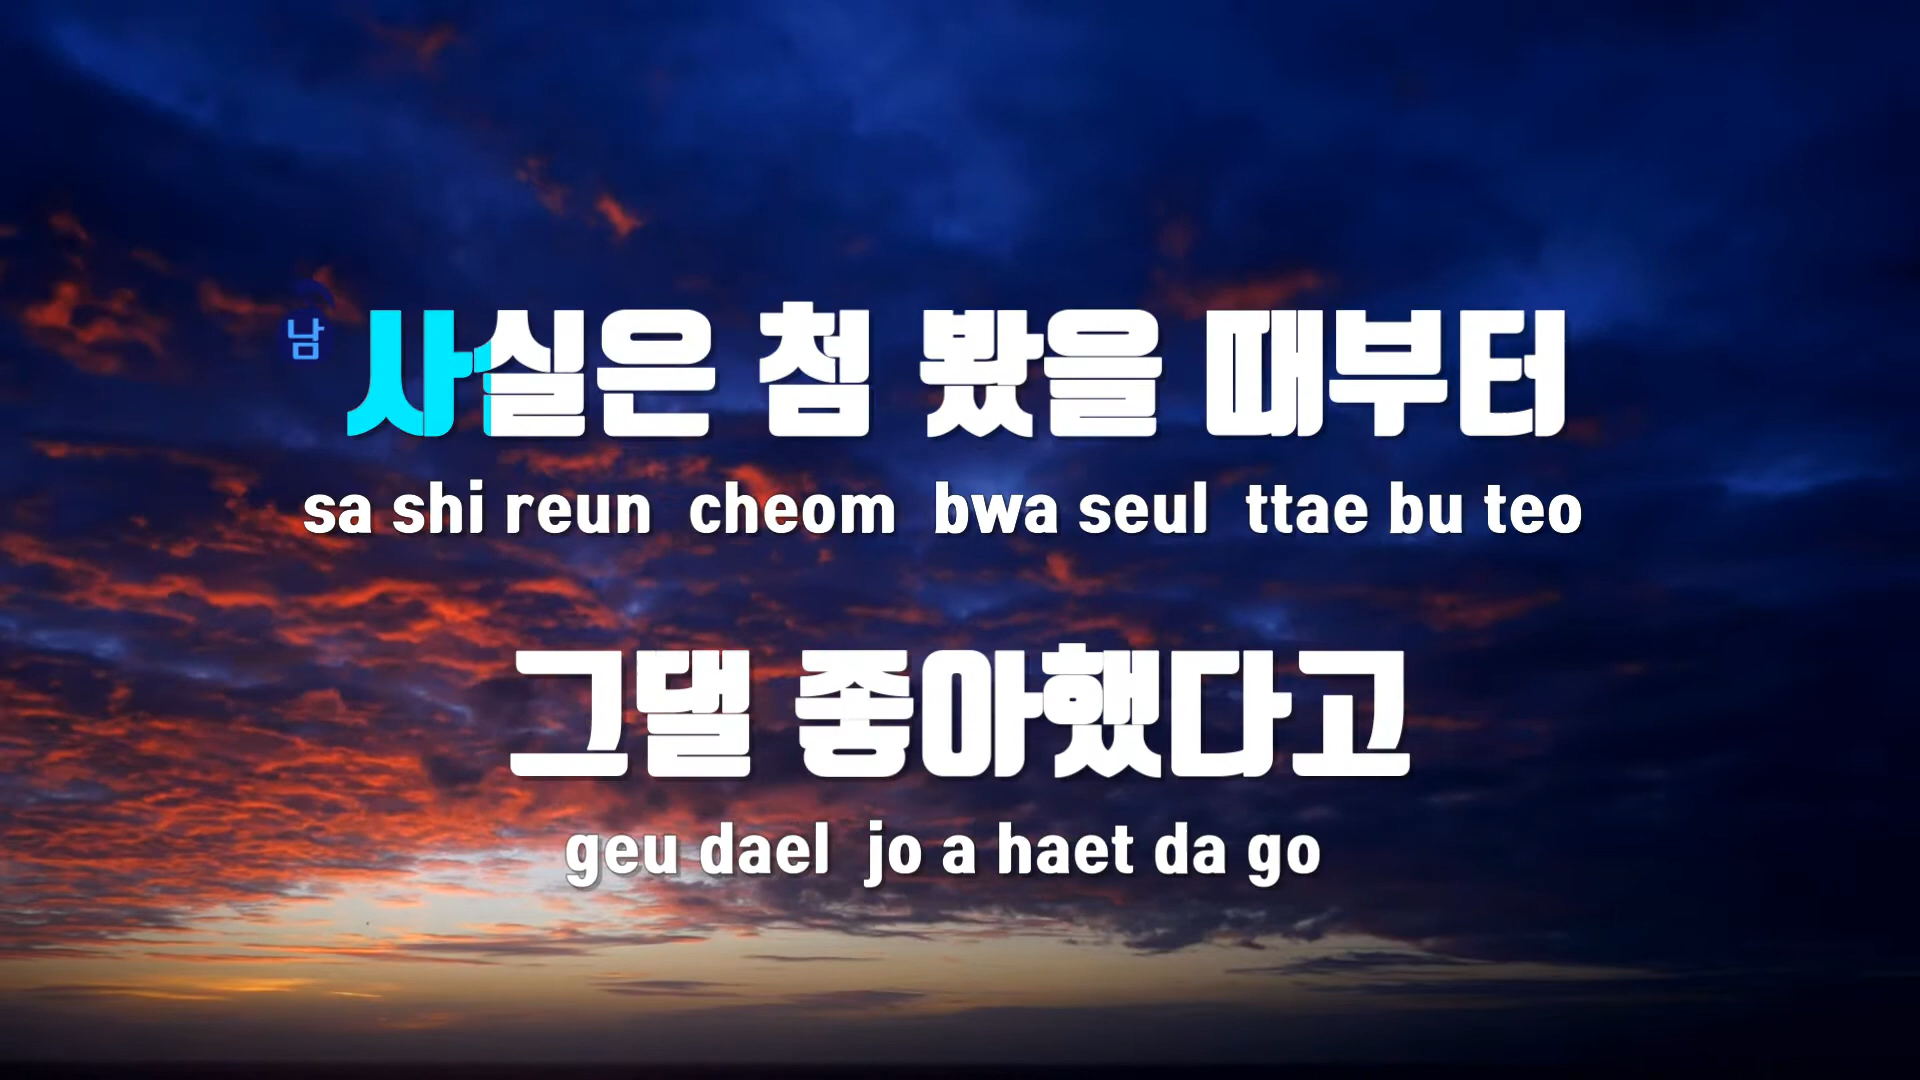 남
사실은 첨 봤을 때부터
sa shi reun cheom bwa seul ttae bu teo
그댈 좋아했다고
geu dael jo a haet da go